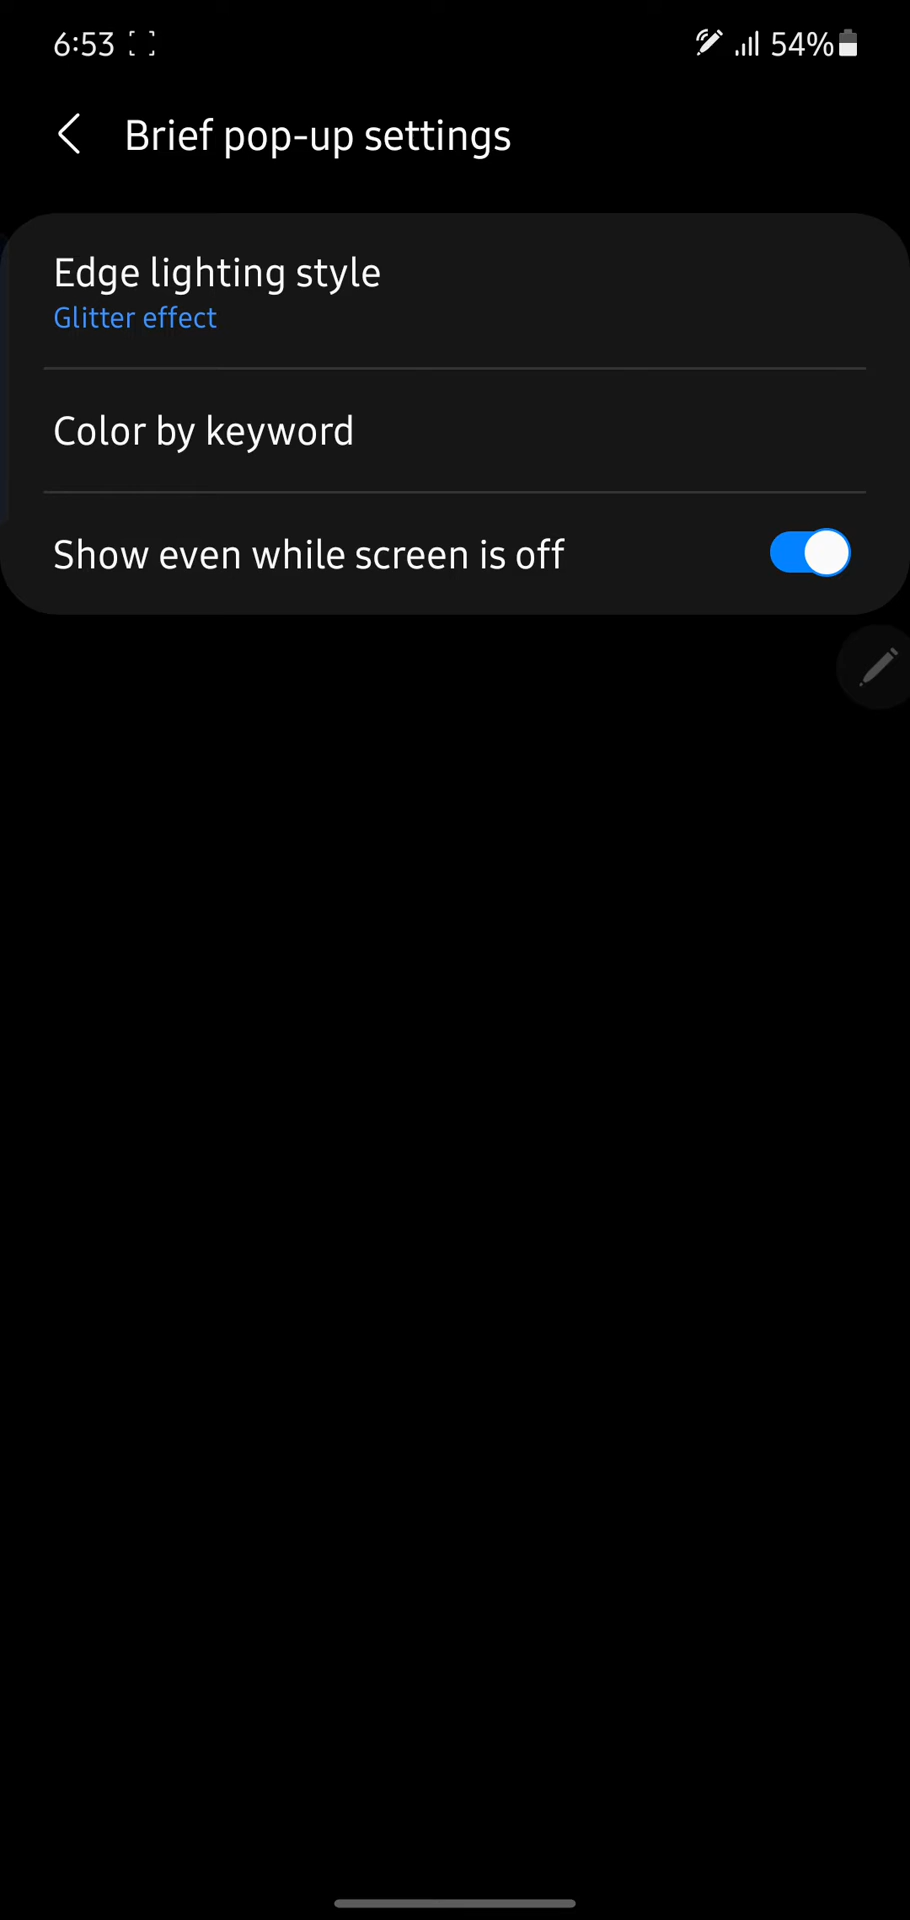 6:53 54%
Brief pop-up settings
Edge lighting style
Glitter effect
Color by keyword
Show even while screen is off